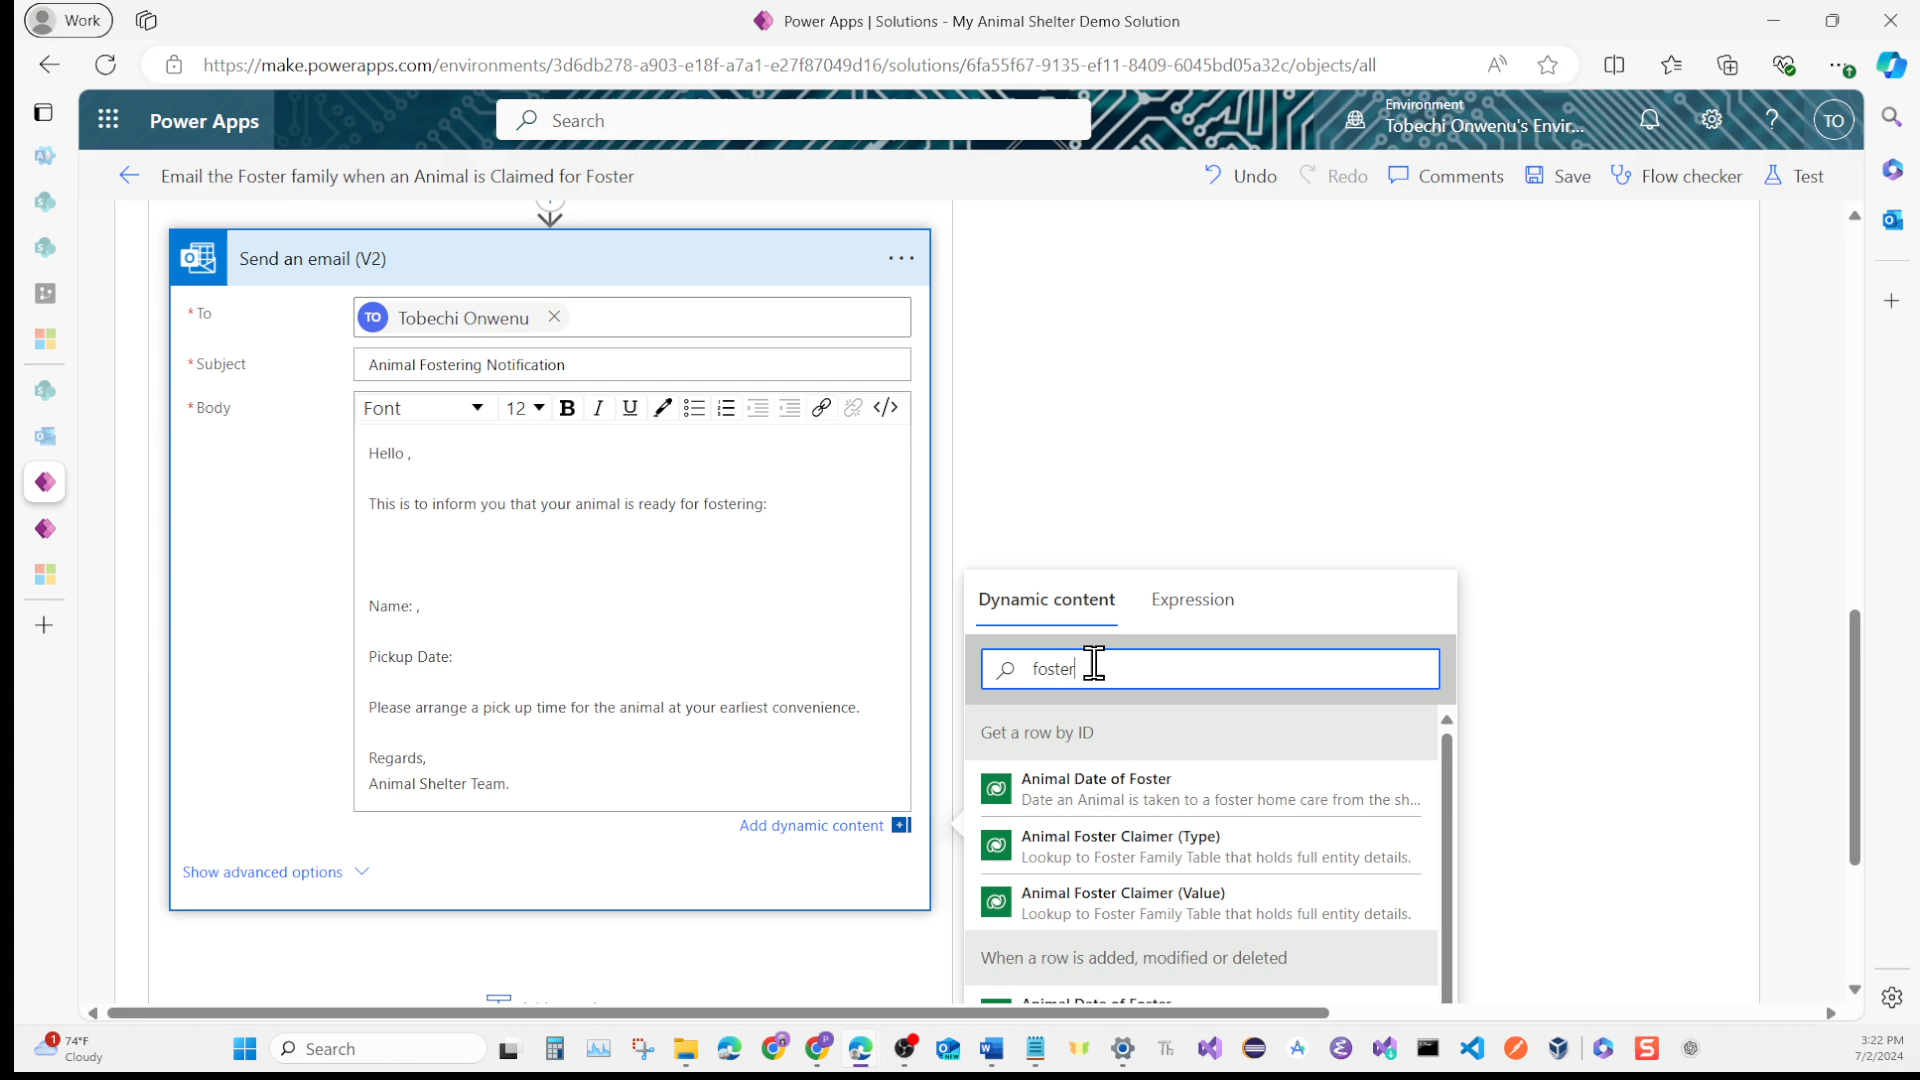 Work
Power Apps | Solutions - My Animal Shelter Demo Solution
https://make.powerapps.com/environments/3d6db278-a903-e18f-a7a1-e27f87049d16/solutions/6fa55f67-9135-ef11-8409-6045bd05a32c/objects/all
Power Apps
Search
Environment
Tobechi Onwenu's Envir...
TO
Email the Foster family when an Animal is Claimed for Foster
Undo
Redo
Comments
Save
Flow checker
Test
Send an email (V2)
* To
TO Tobechi Onwenu
* Subject
Animal Fostering Notification
* Body
Font
12
B I U
</>
Hello ,
This is to inform you that your animal is ready for fostering:
Name: ,
Pickup Date:
Please arrange a pick up time for the animal at your earliest convenience.
Regards,
Animal Shelter Team.
Add dynamic content
Show advanced options
Dynamic content
Expression
foster
Get a row by ID
Animal Date of Foster
Date an Animal is taken to a foster home care from the sh...
Animal Foster Claimer (Type)
Lookup to Foster Family Table that holds full entity details.
Animal Foster Claimer (Value)
Lookup to Foster Family Table that holds full entity details.
When a row is added, modified or deleted
Animal Date of Foster
1
74°F
Cloudy
Search
3:22 PM
7/2/2024